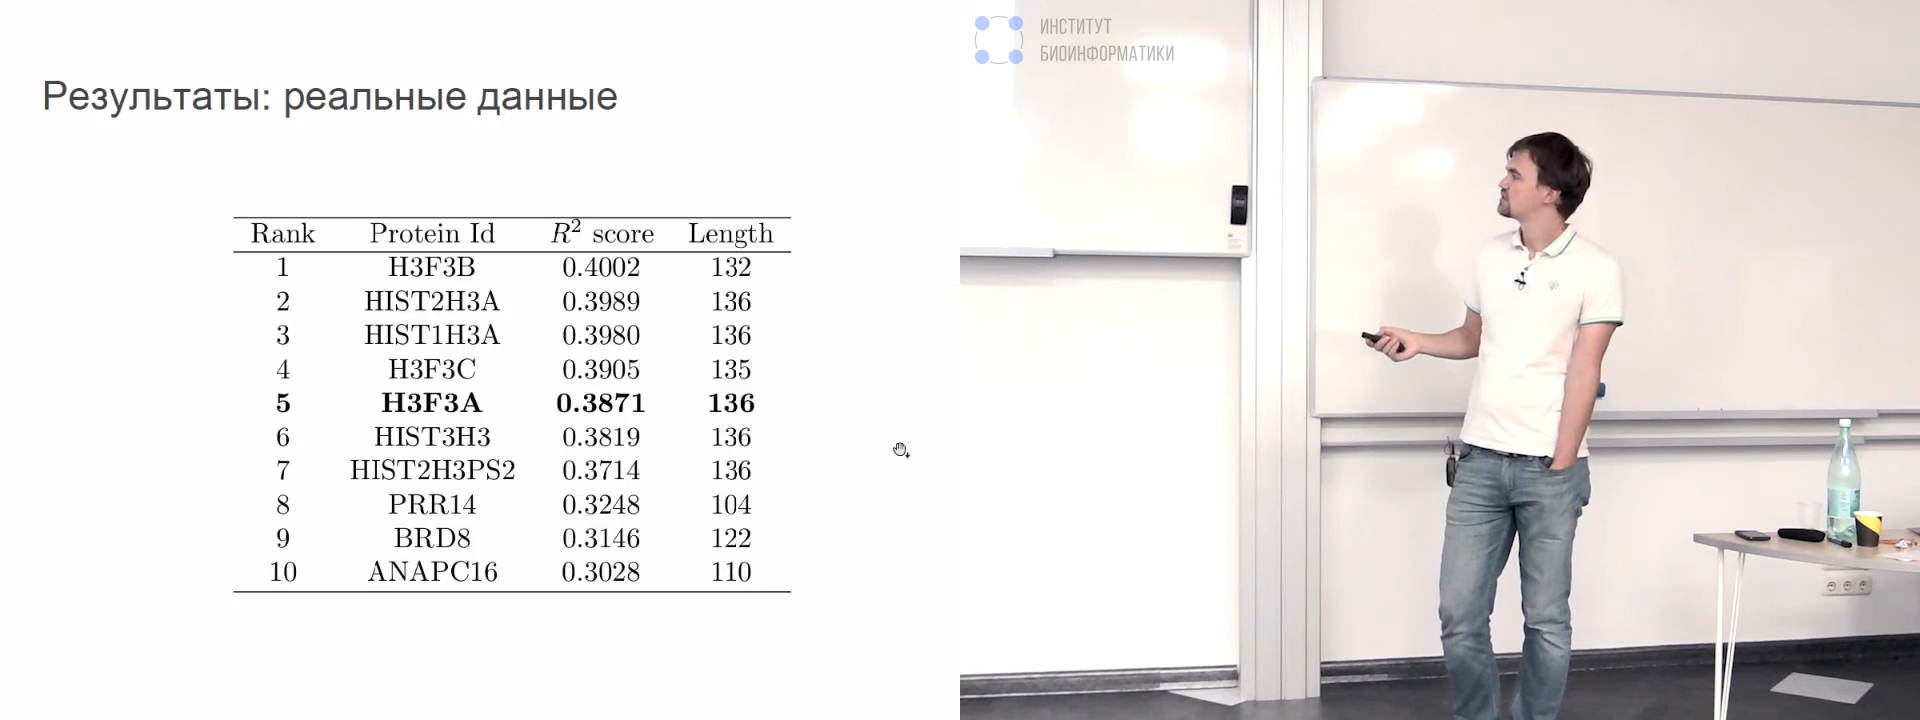 Результаты: реальные данные
Rank Protein Id R² score Length
1 H3F3B 0.4002 132
2 HIST2H3A 0.3989 136
3 HIST1H3A 0.3980 136
4 H3F3C 0.3905 135
5 H3F3A 0.3871 136
6 HIST3H3 0.3819 136
7 HIST2H3PS2 0.3714 136
8 PRR14 0.3248 104
9 BRD8 0.3146 122
10 ANAPC16 0.3028 110
ИНСТИТУТ
БИОИНФОРМАТИКИ